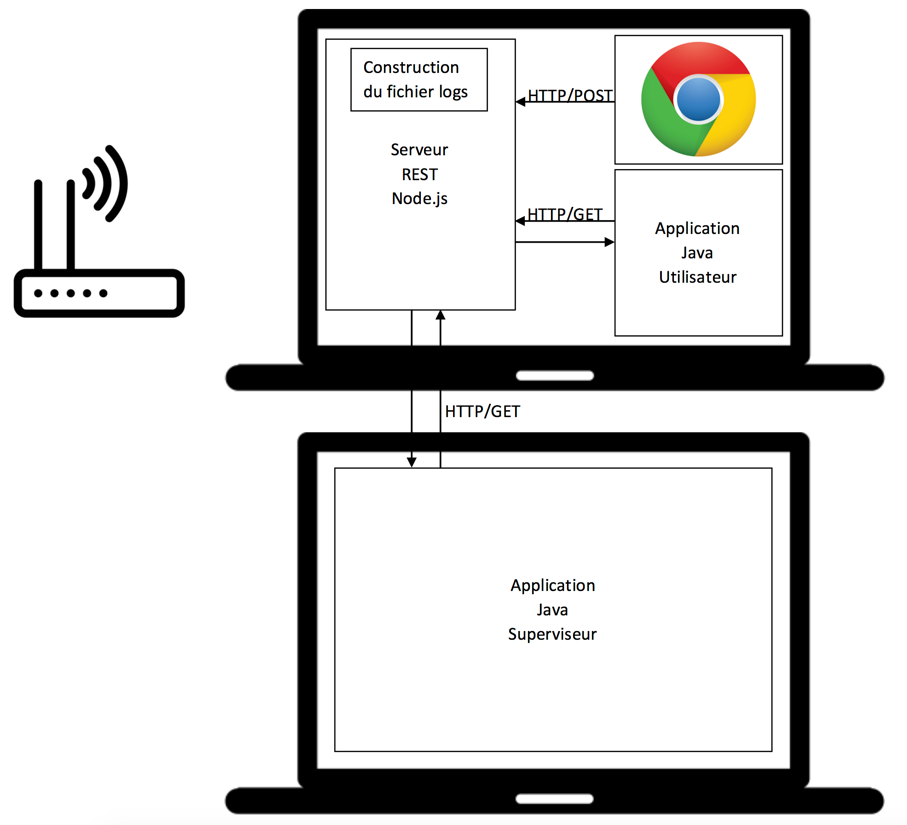 Construction
du fichier logs
HTTP/POST
Serveur
REST
Node.js
HTTP/GET
Application
Java
Utilisateur
HTTP/GET
Application
Java
Superviseur